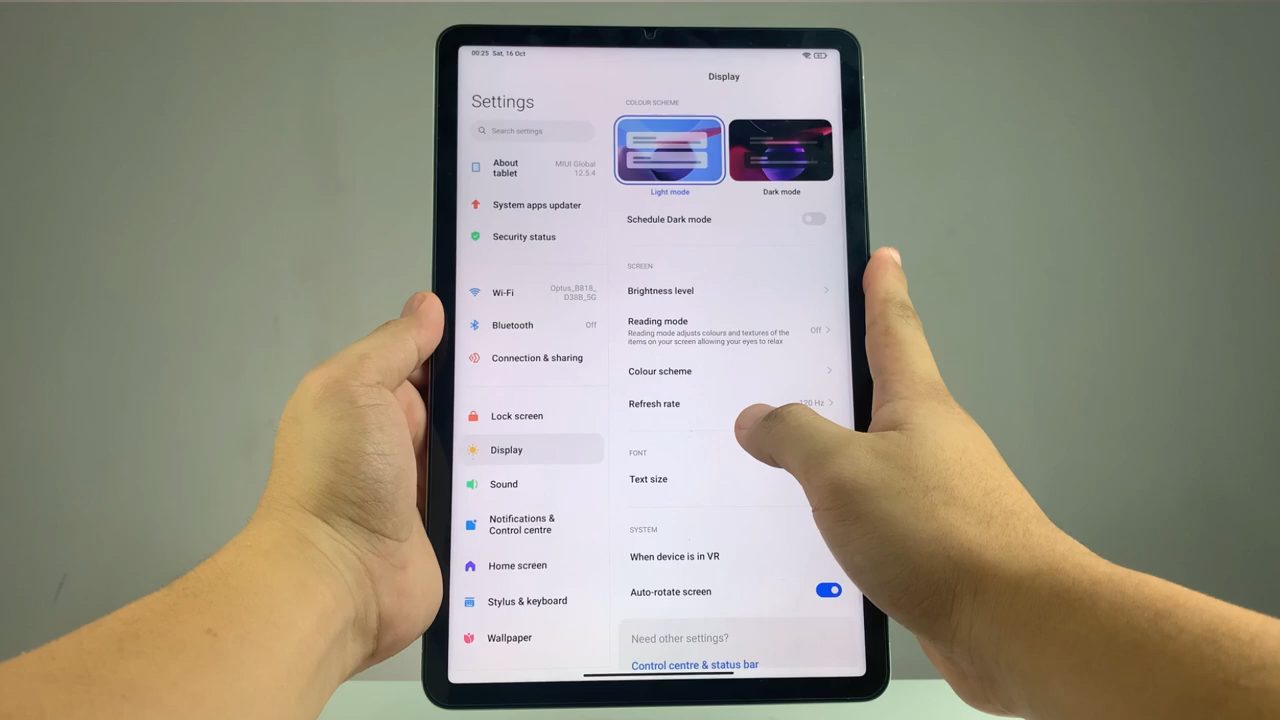 00:25 Sat, 16 Oct
Settings
Search settings
About
tablet
MIUI Global
12.5.4
System apps updater
Security status
Wi-Fi
Optus_B818_
D38B_5G
Bluetooth
Off
Connection & sharing
Lock screen
Display
Sound
Notifications &
Control centre
Home screen
Stylus & keyboard
Wallpaper
Display
COLOUR SCHEME
Light mode
Dark mode
Schedule Dark mode
SCREEN
Brightness level
Reading mode
Reading mode adjusts colours and textures of the
items on your screen allowing your eyes to relax
Off
Colour scheme
Refresh rate
120 Hz
FONT
Text size
SYSTEM
When device is in VR
Auto-rotate screen
Need other settings?
Control centre & status bar